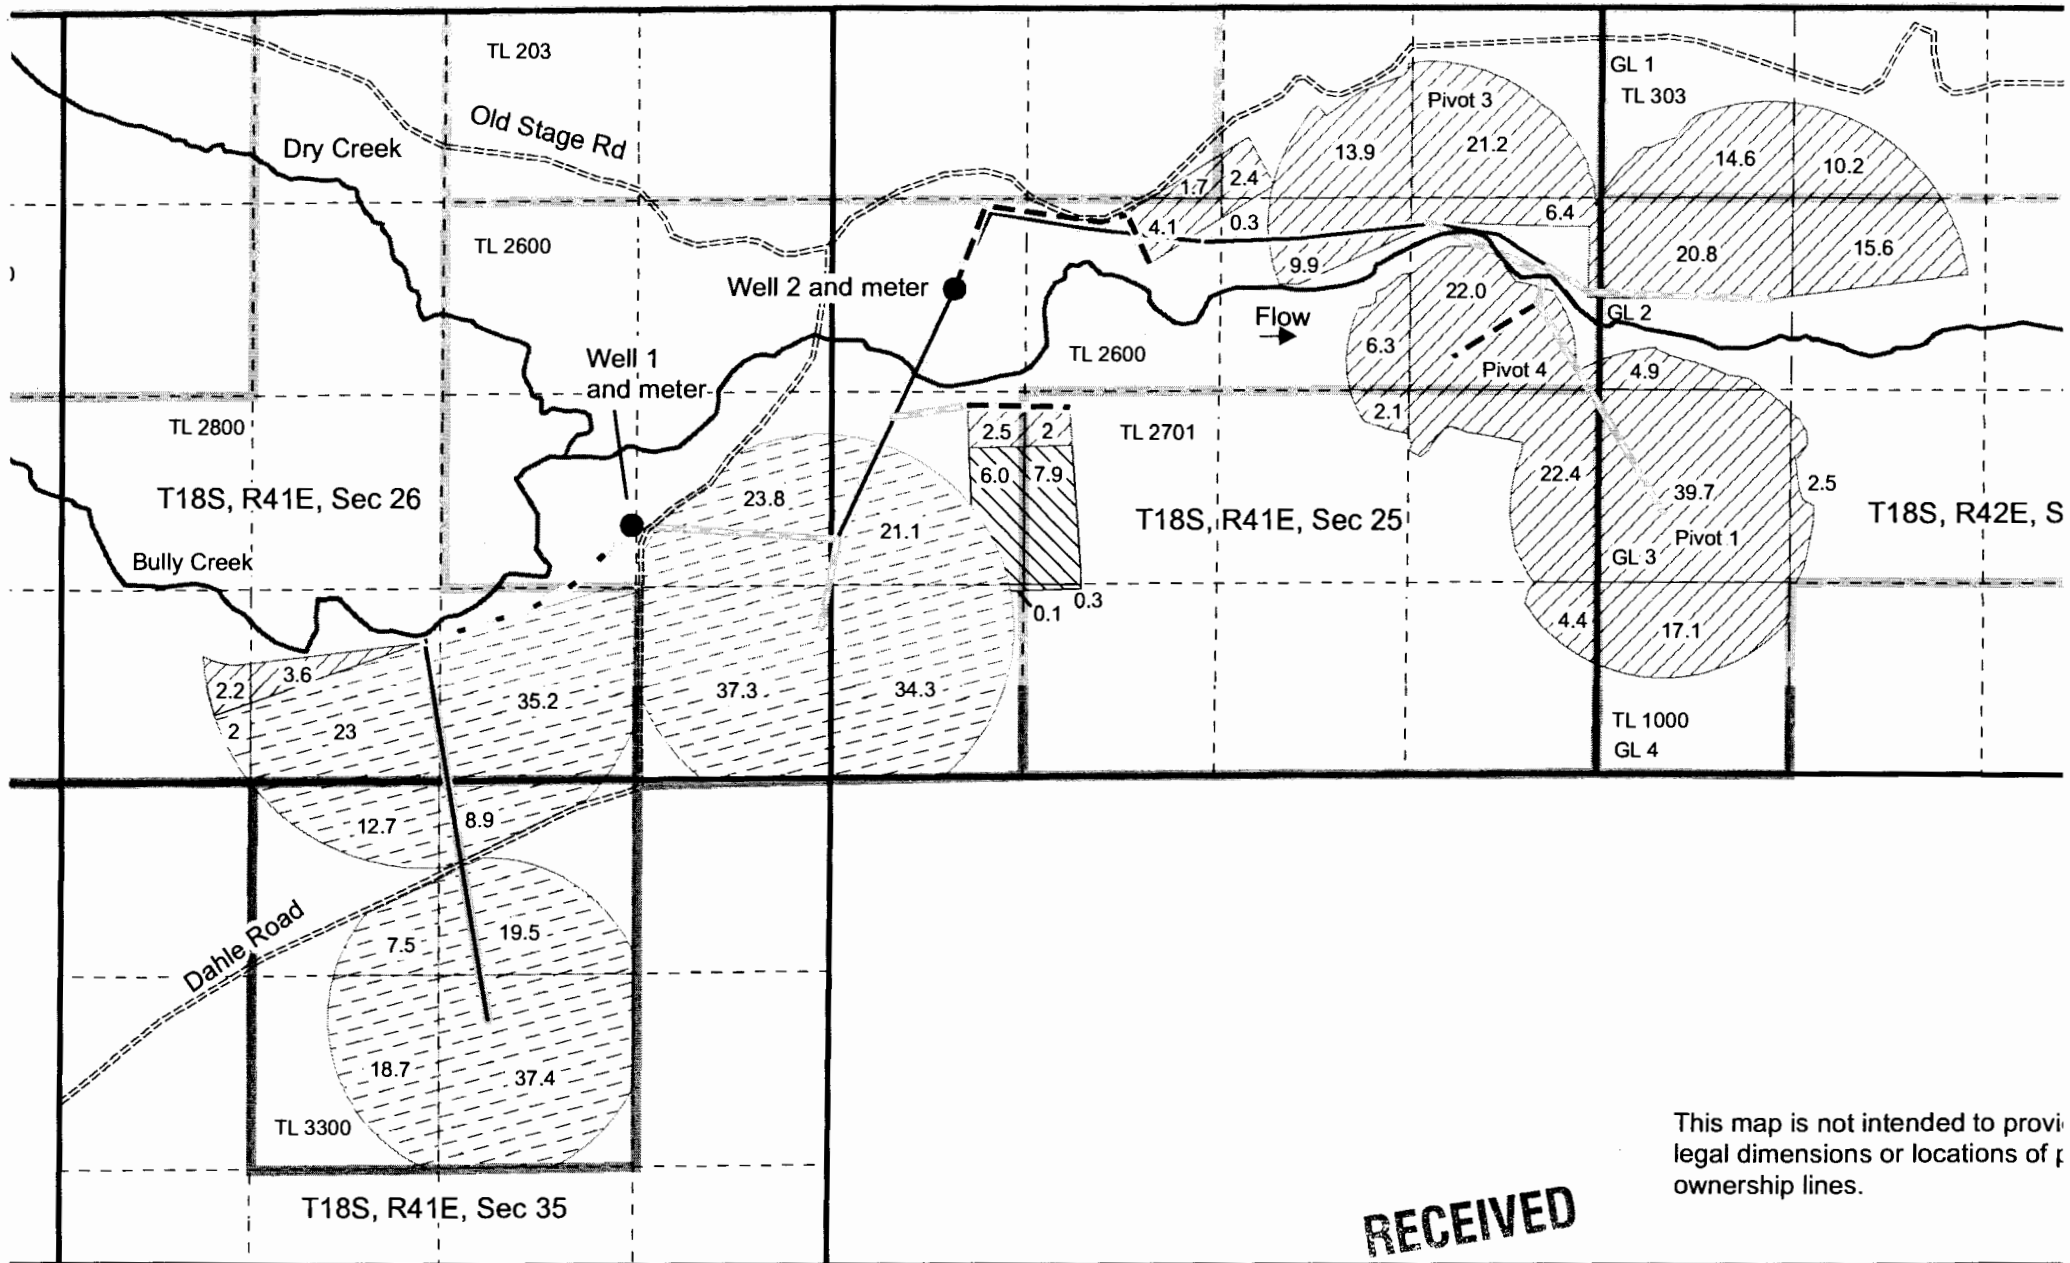 TL 203
GL 1
TL 303
Pivot 3
Old Stage Rd
Dry Creek
13.9
21.2
14.6
10.2
1.7
2.4
6.4
4.1
0.3
TL 2600
20.8
15.6
9.9
Well 2 and meter
22.0
Flow
GL 2
6.3
TL 2600
Well 1
and meter
Pivot 4
4.9
2.1
TL 2800
2.5
2
TL 2701
6.0
7.9
22.4
39.7
2.5
T18S, R41E, Sec 26
23.8
21.1
T18S, R41E, Sec 25
T18S, R42E, S
Pivot 1
Bully Creek
GL 3
0.3
0.1
4.4
17.1
3.6
2.2
35.2
37.3
34.3
2
23
TL 1000
GL 4
12.7
8.9
Dahle Road
7.5
19.5
18.7
37.4
TL 3300
This map is not intended to provi
legal dimensions or locations of
ownership lines.
T18S, R41E, Sec 35
RECEIVED